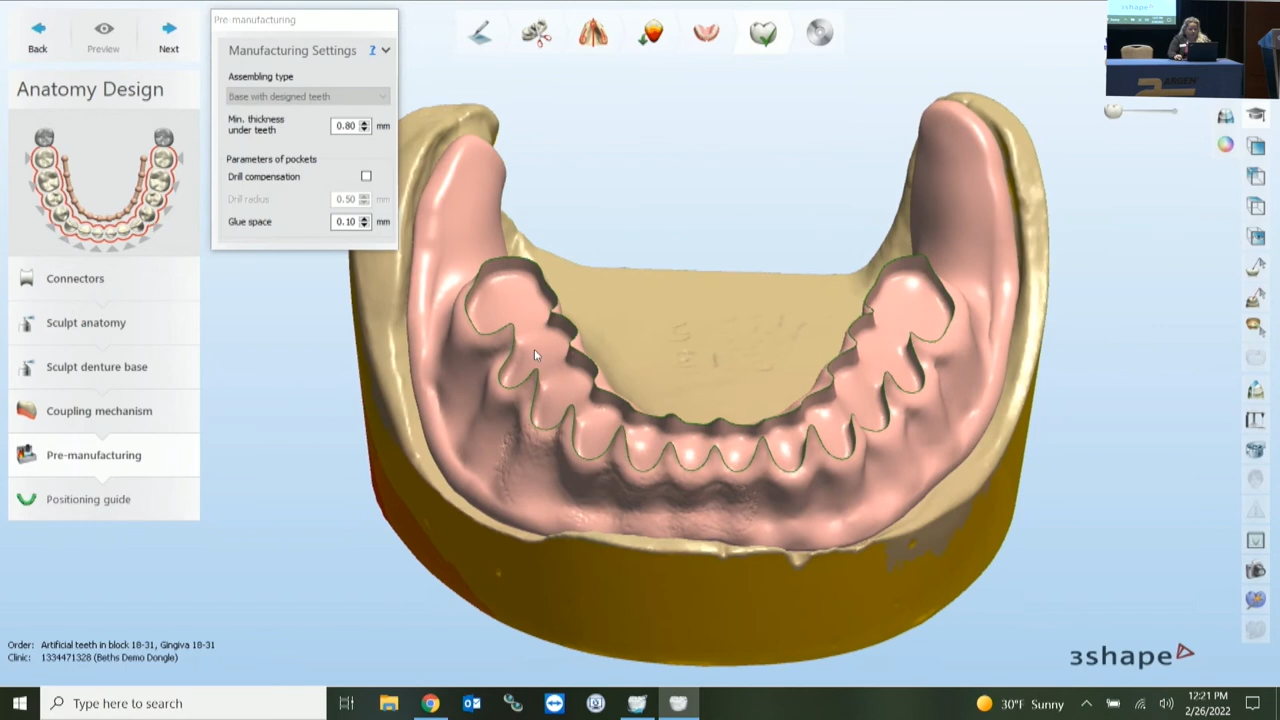 Back
Preview
Next
Anatomy Design
Connectors
Sculpt anatomy
Sculpt denture base
Coupling mechanism
Pre-manufacturing
Positioning guide
Pre-manufacturing
Manufacturing Settings ?
Assembling type
Base with designed teeth
Min. thickness under teeth 0.80 mm
Parameters of pockets
Drill compensation
Drill radius 0.50 mm
Glue space 0.10 mm
3shape
ARGEN
Order: Artificial teeth in block 18-31, Gingiva 18-31
Clinic: 1334471328 (Beths Demo Dongle)
3shape
Type here to search
30°F Sunny
12:21 PM
2/26/2022